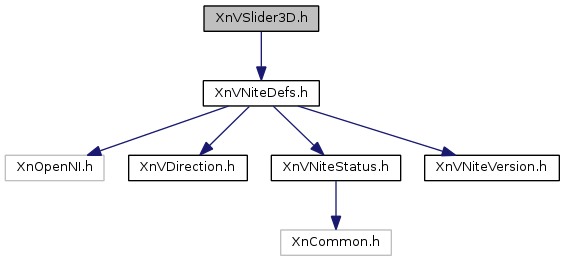 XnVSlider3D.h
XnVNiteDefs.h
XnOpenNI.h
XnVDirection.h
XnVNiteStatus.h
XnVNiteVersion.h
XnCommon.h